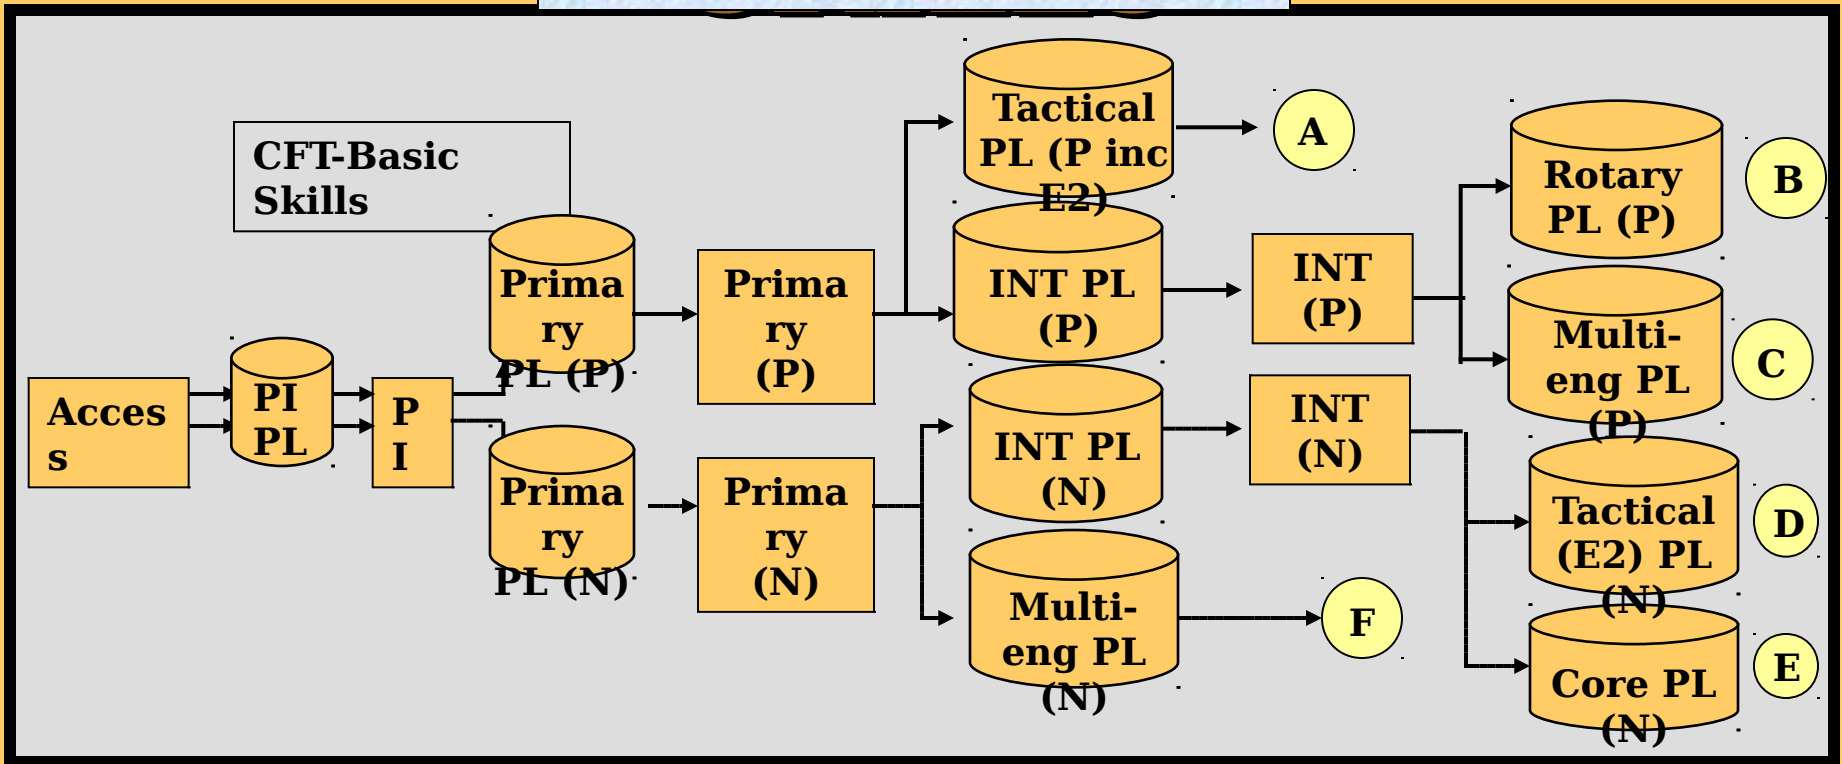 CFT-Basic
Skills
Acces
s
PI
PL
P
I
Prima
ry
PL (P)
Prima
ry
(P)
Prima
ry
PL (N)
Prima
ry
(N)
Tactical
PL (P inc
E2)
A
INT PL
(P)
INT
(P)
Rotary
PL (P)
B
Multi-
eng PL
(P)
C
INT PL
(N)
INT
(N)
Tactical
(E2) PL
(N)
D
Core PL
(N)
E
Multi-
eng PL
(N)
F